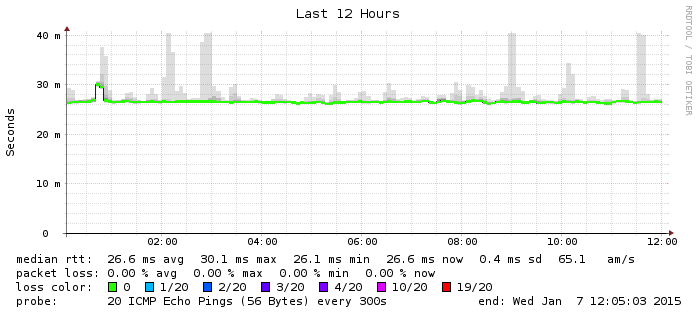 Last 12 Hours
RRDTOOL / TOBI OETIKER
Seconds
40 m
30 m
20 m
10 m
0
02:00 04:00 06:00 08:00 10:00 12:00
median rtt: 26.6 ms avg 30.1 ms max 26.1 ms min 26.6 ms now 0.4 ms sd 65.1 am/s
packet loss: 0.00 % avg 0.00 % max 0.00 % min 0.00 % now
loss color: 0 1/20 2/20 3/20 4/20 10/20 19/20
probe: 20 ICMP Echo Pings (56 Bytes) every 300s end: Wed Jan 7 12:05:03 2015